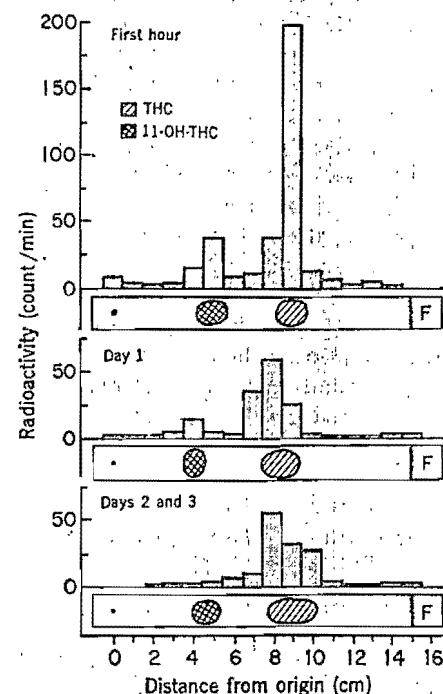 200
First hour
150
THC
11-OH-THC
100
50
0
F
Radioactivity (count/min)
Day 1
50
0
F
Days 2 and 3
50
0
F
0 2 4 6 8 10 12 14 16
Distance from origin (cm)